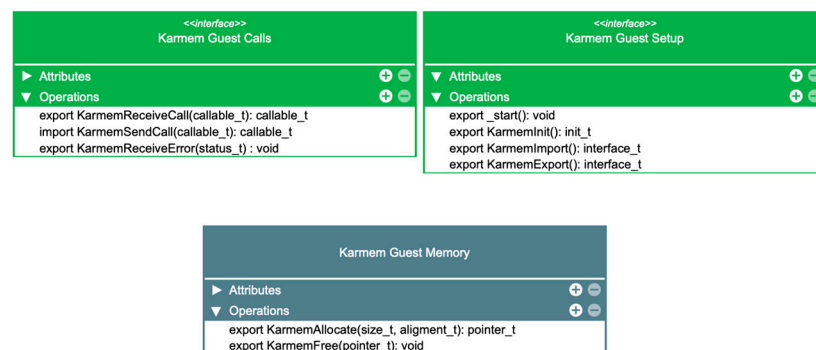 <<interface>>
Karmem Guest Calls
Attributes
Operations
export KarmemReceiveCall(callable_t): callable_t
import KarmemSendCall(callable_t): callable_t
export KarmemReceiveError(status_t) : void
<<interface>>
Karmem Guest Setup
Attributes
Operations
export _start(): void
export KarmemInit(): init_t
export KarmemImport(): interface_t
export KarmemExport(): interface_t
Karmem Guest Memory
Attributes
Operations
export KarmemAllocate(size_t, aligment_t): pointer_t
export KarmemFree(pointer_t): void